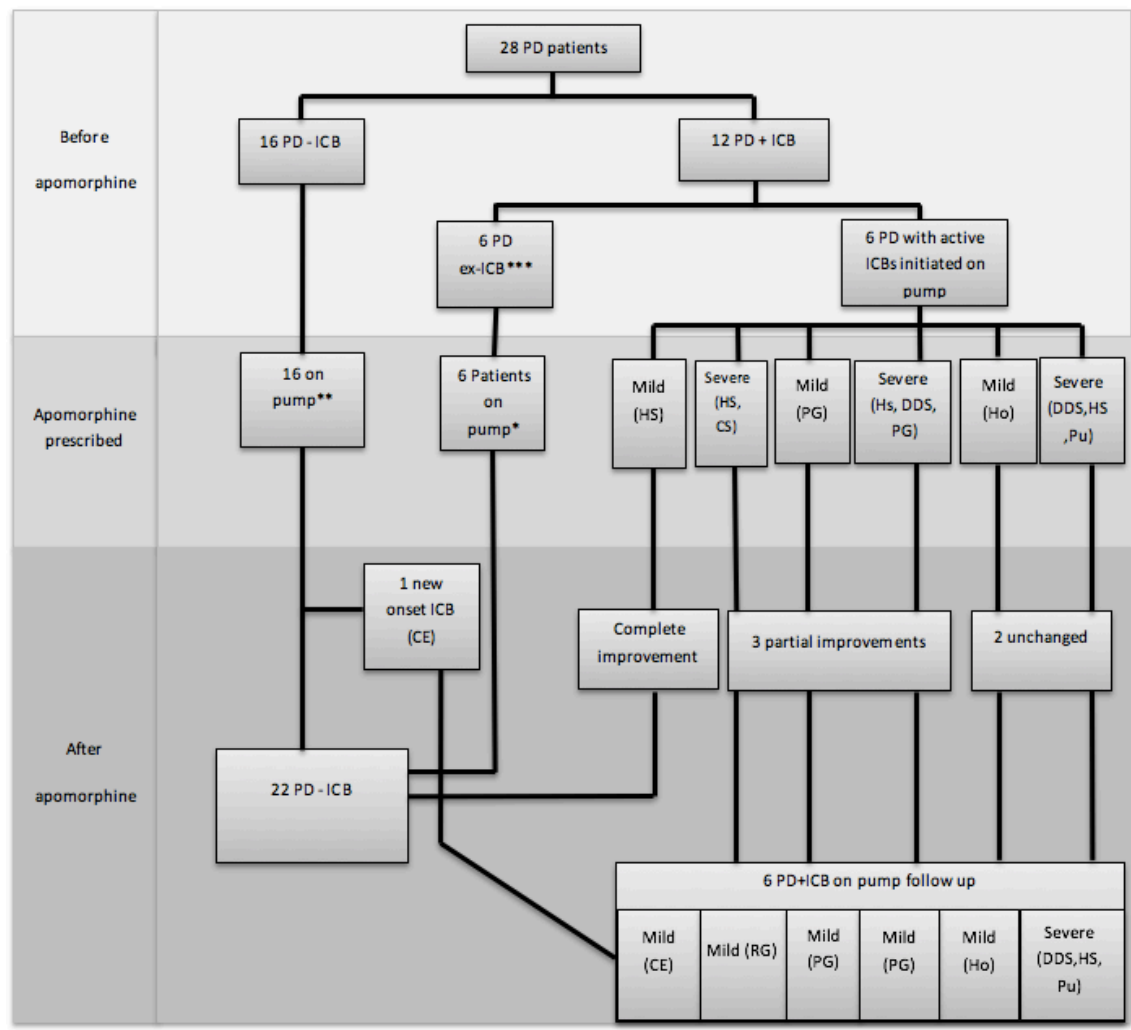 28 PD patients
Before
apomorphine
16 PD - ICB
12 PD + ICB
6 PD
ex-ICB***
6 PD with active
ICBs initiated on
pump
Apomorphine
prescribed
16 on
pump**
6 Patients
on
pump*
Mild
(HS)
Severe
(HS,
CS)
Mild
(PG)
Severe
(Hs, DDS,
PG)
Mild
(Ho)
Severe
(DDS,HS
,Pu)
After
apomorphine
1 new
onset ICB
(CE)
Complete
improvement
3 partial improvements
2 unchanged
22 PD - ICB
6 PD+ICB on pump follow up
Mild
(CE)
Mild (RG)
Mild
(PG)
Mild
(PG)
Mild
(Ho)
Severe
(DDS,HS,
Pu)